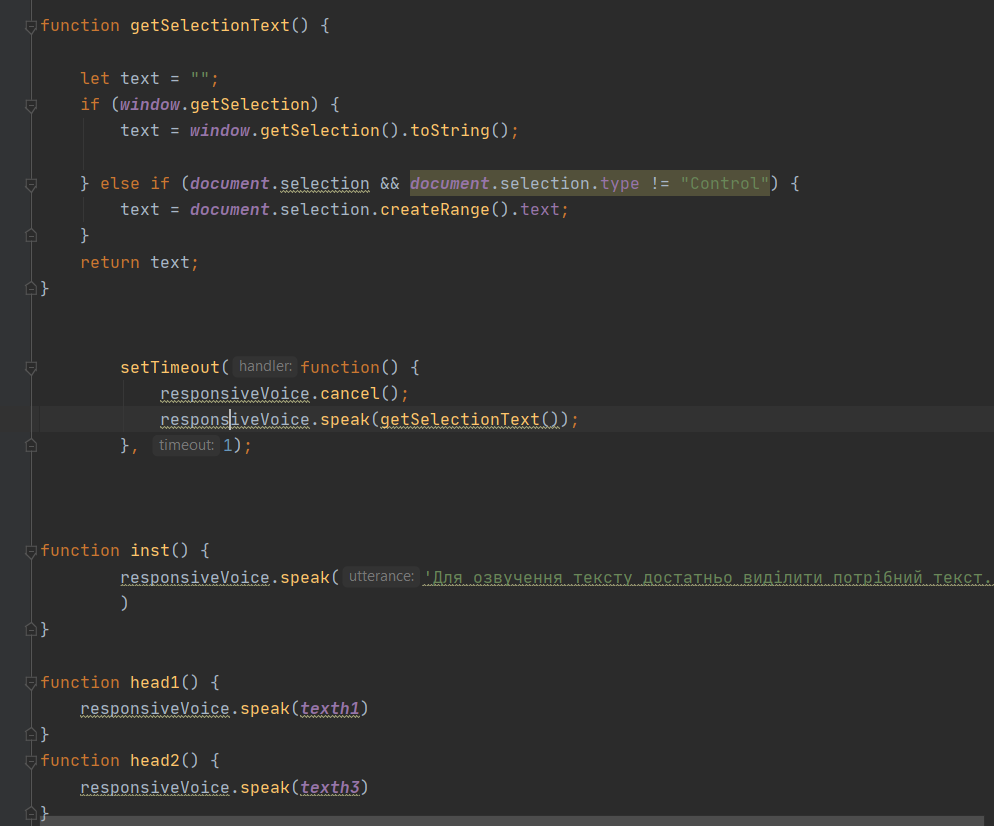 function getSelectionText() {
let text = "";
if (window.getSelection) {
text = window.getSelection().toString();
} else if (document.selection && document.selection.type != "Control") {
text = document.selection.createRange().text;
}
return text;
}
setTimeout( handler: function() {
responsiveVoice.cancel();
responsiveVoice.speak(getSelectionText());
}, timeout: 1);
function inst() {
responsiveVoice.speak( utterance: 'Для озвучення тексту достатньо виділити потрібний текст.
)
}
function head1() {
responsiveVoice.speak(texth1)
}
function head2() {
responsiveVoice.speak(texth3)
}